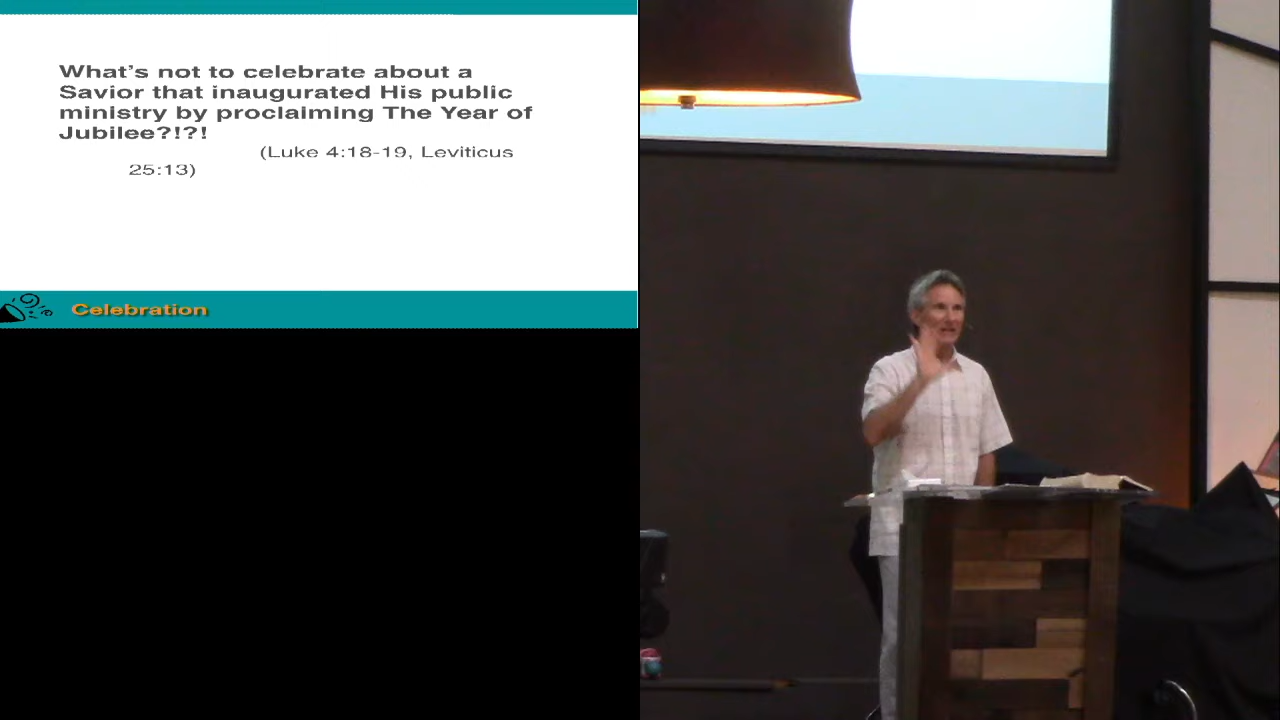 What's not to celebrate about a
Savior that inaugurated His public
ministry by proclaiming The Year of
Jubilee?!?!
(Luke 4:18-19, Leviticus
25:13)
Celebration